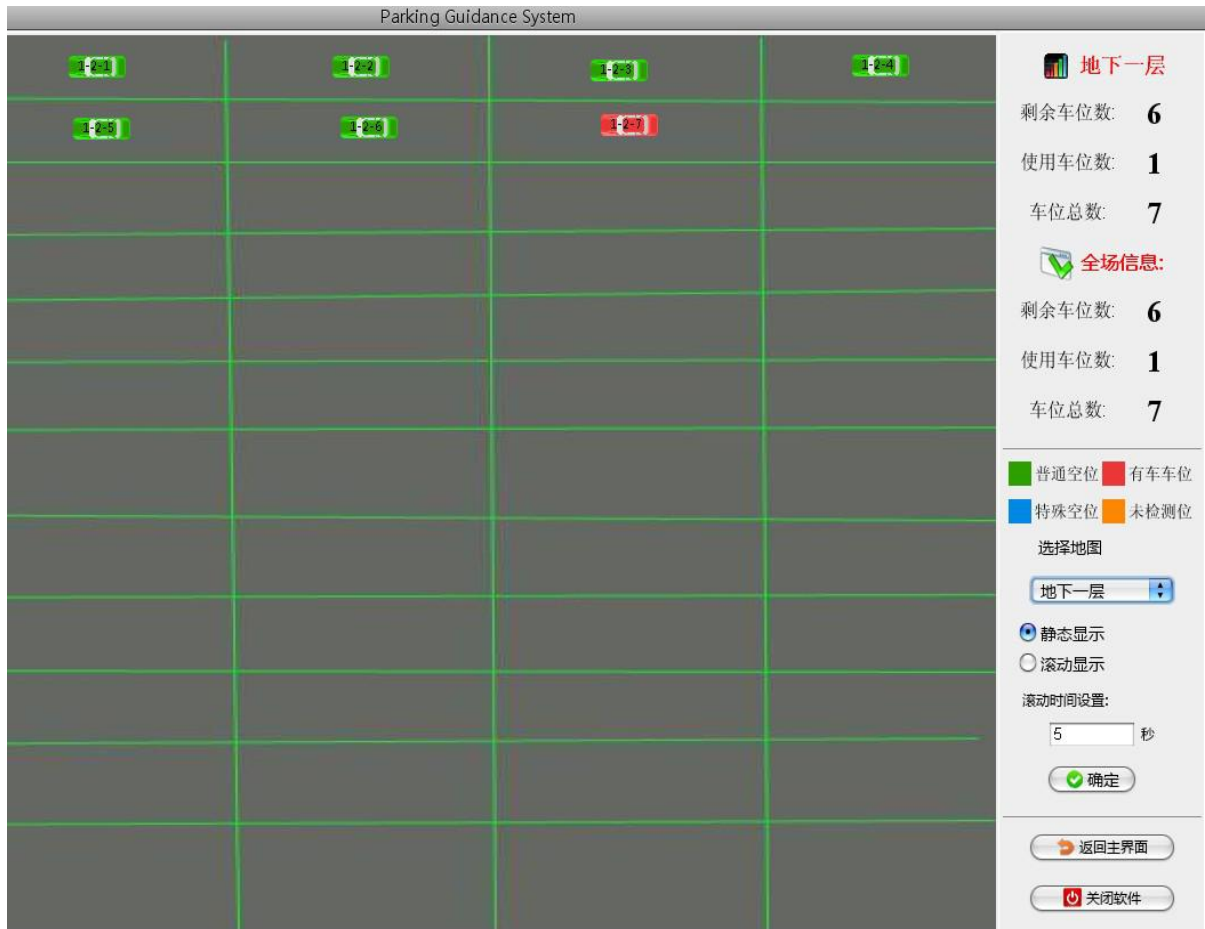 Parking Guidance System
1-2-1
1-2-2
1-2-3
1-2-4
1-2-5
1-2-6
1-2-7
地下一层
剩余车位数: 6
使用车位数: 1
车位总数: 7
全场信息:
剩余车位数: 6
使用车位数: 1
车位总数: 7
普通空位 有车车位
特殊空位 未检测位
选择地图
地下一层
静态显示
滚动显示
滚动时间设置:
5 秒
确定
返回主界面
关闭软件